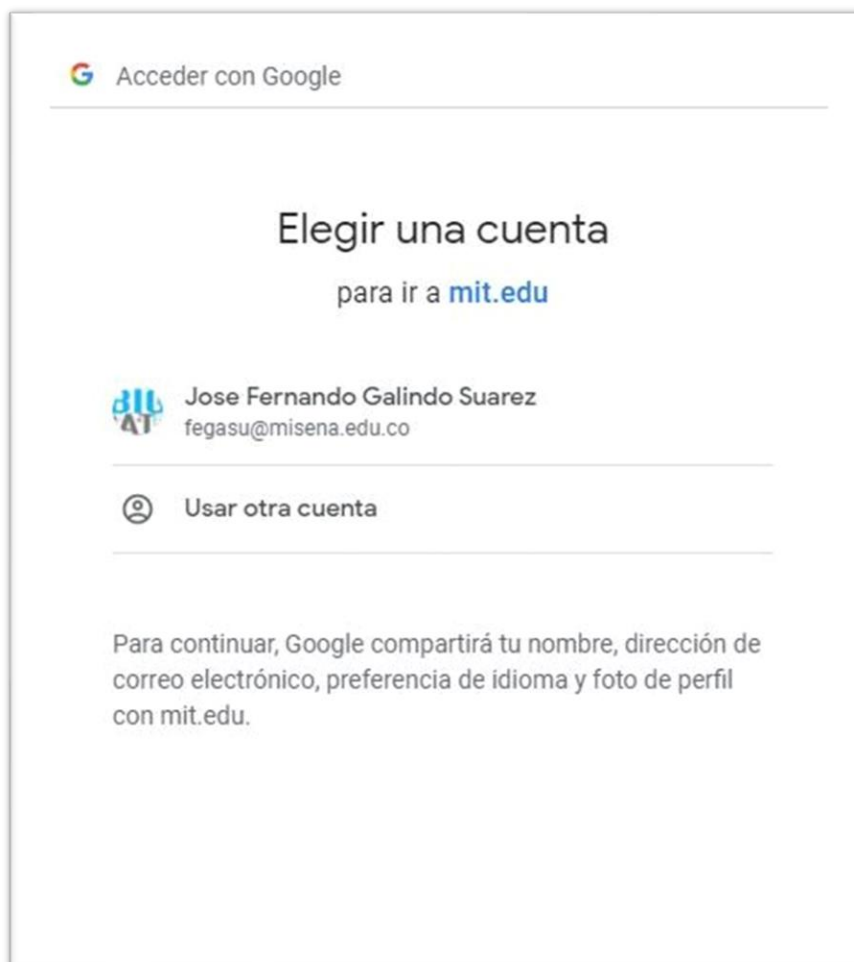 Acceder con Google
Elegir una cuenta
para ir a mit.edu
Jose Fernando Galindo Suarez
fegasu@misena.edu.co
Usar otra cuenta
Para continuar, Google compartirá tu nombre, dirección de
correo electrónico, preferencia de idioma y foto de perfil
con mit.edu.